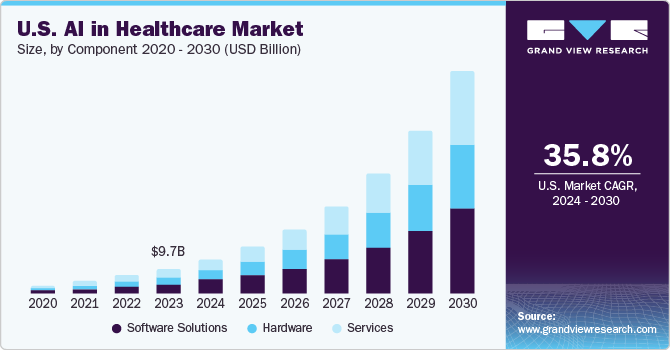 U.S. AI in Healthcare Market
Size, by Component 2020 - 2030 (USD Billion)
$9.7B
2020 2021 2022 2023 2024 2025 2026 2027 2028 2029 2030
Software Solutions Hardware Services
GRAND VIEW RESEARCH
35.8%
U.S. Market CAGR,
2024 - 2030
Source:
www.grandviewresearch.com